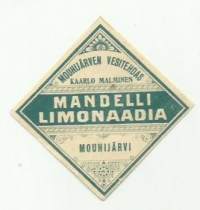 MOUHIJÄRVEN VESITEHDAS
KAARLO MALMINEN
MANDELLI
LIMONAADIA
MOUHIJÄRVI